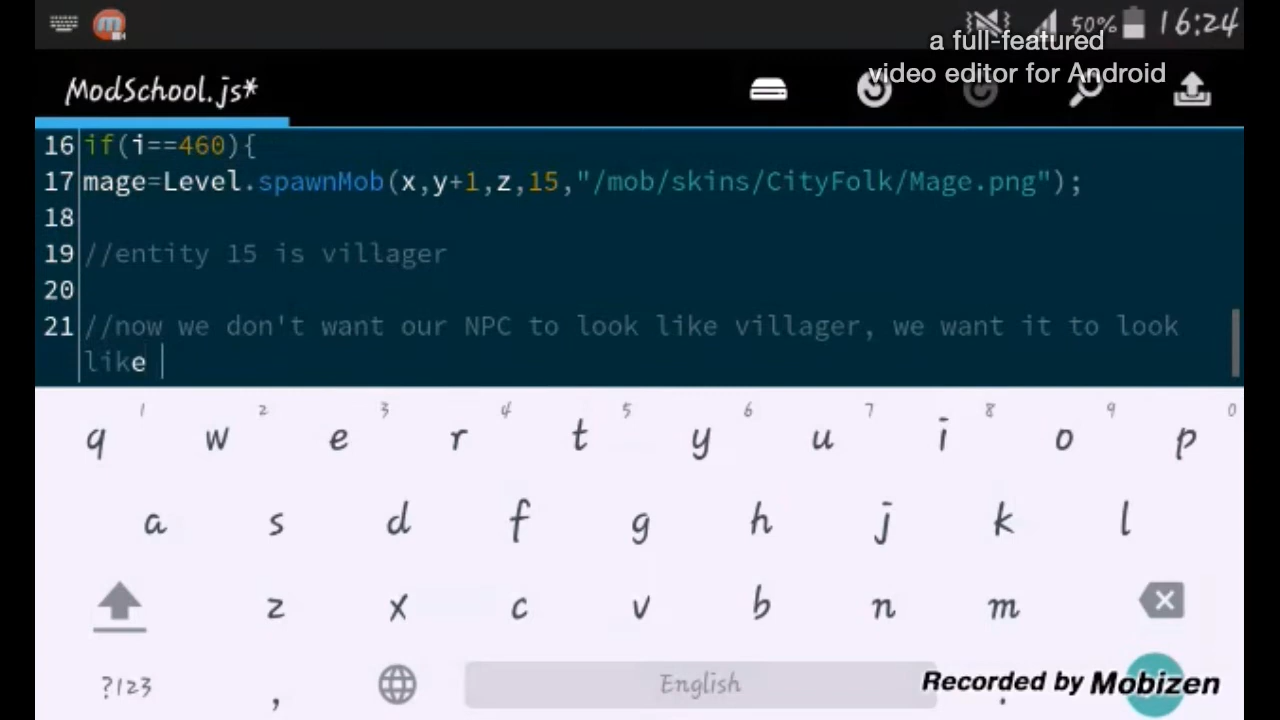 50% 16:24
a full-featured
video editor for Android
ModSchool.js*
16 if(i==460){
17 mage=Level.spawnMob(x,y+1,z,15,"/mob/skins/CityFolk/Mage.png");
18
19 //entity 15 is villager
20
21 //now we don't want our NPC to look like villager, we want it to look
like
1 2 3 4 5 6 7 8 9 0
q w e r t y u i o p
a s d f g h j k l
z x c v b n m
?123 , English .
Recorded by Mobizen